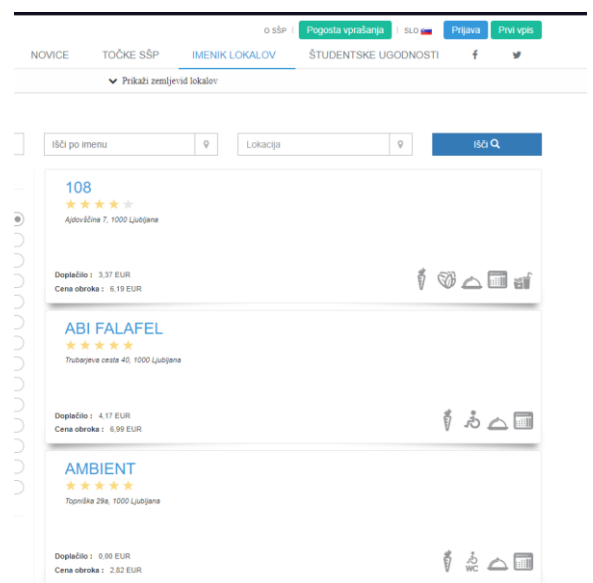 O SŠP | Pogosta vprašanja | SLO Prijava Prvi vpis
NOVICE TOČKE SŠP IMENIK LOKALOV ŠTUDENTSKE UGODNOSTI
Prikaži zemljevid lokalov
Išči po imenu Lokacija Išči
108
Ajdovščina 7, 1000 Ljubljana
Doplačilo : 3,37 EUR
Cena obroka : 6,19 EUR
ABI FALAFEL
Trubarjeva cesta 40, 1000 Ljubljana
Doplačilo : 4,17 EUR
Cena obroka : 6,99 EUR
AMBIENT
Topniška 29a, 1000 Ljubljana
Doplačilo : 0,00 EUR
WC
Cena obroka : 2,82 EUR